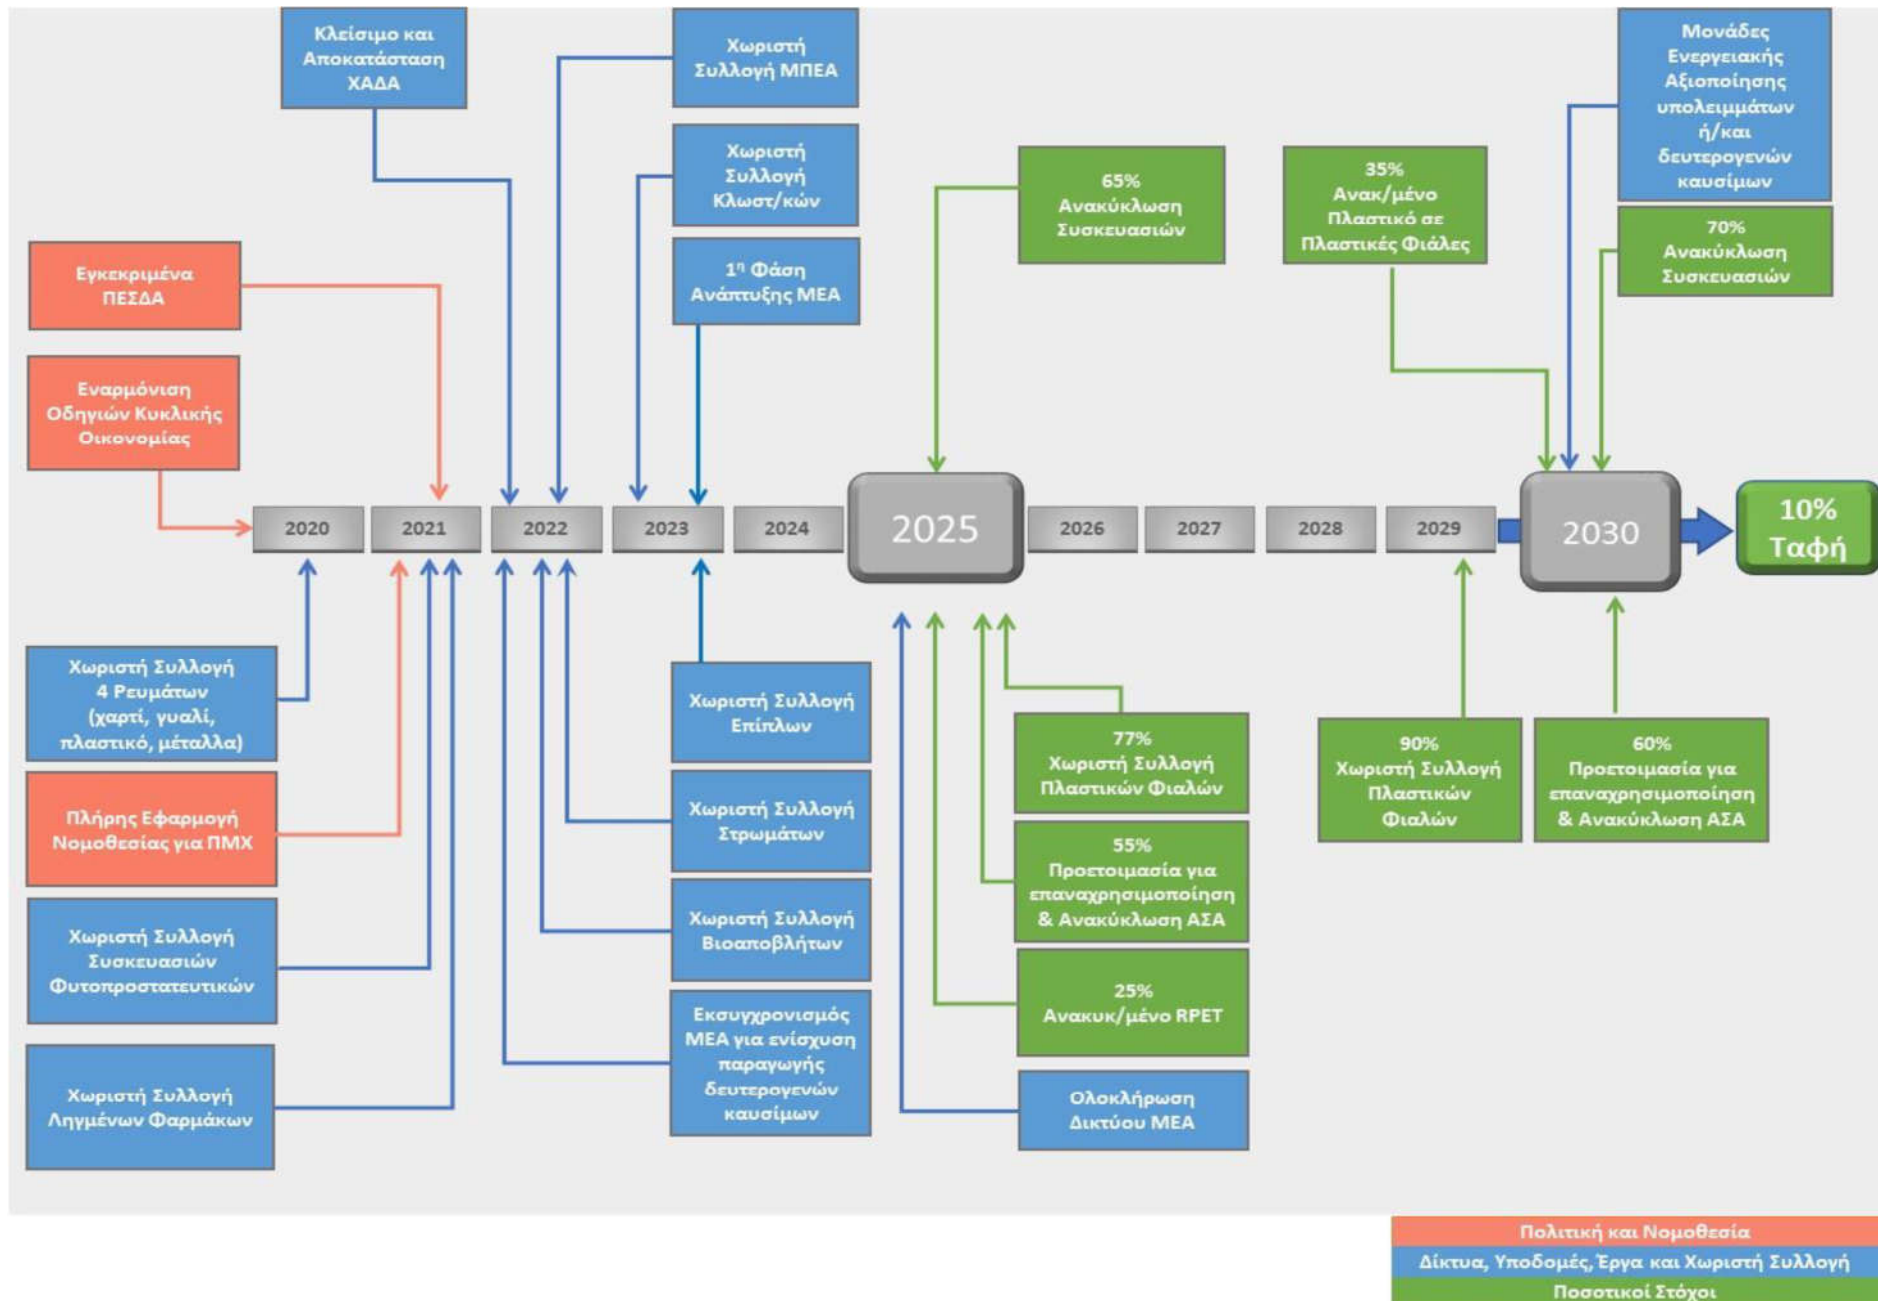 Κλείσιμο και
Αποκατάσταση
ΧΑΔΑ
Χωριστή
Συλλογή ΜΠΕΑ
Μονάδες
Ενεργειακής
Αξιοποίησης
υπολειμμάτων
ή/και
δευτερογενών
καυσίμων
Χωριστή
Συλλογή
Κλωστ/κών
65%
Ανακύκλωση
Συσκευασιών
35%
Ανακ/μένο
Πλαστικό σε
Πλαστικές Φιάλες
70%
Ανακύκλωση
Συσκευασιών
Εγκεκριμένα
ΠΕΣΔΑ
1η Φάση
Ανάπτυξης ΜΕΑ
Εναρμόνιση
Οδηγιών Κυκλικής
Οικονομίας
2020
2021
2022
2023
2024
2025
2026
2027
2028
2029
2030
10%
Ταφή
Χωριστή Συλλογή
4 Ρευμάτων
(χαρτί, γυαλί,
πλαστικό, μέταλλα)
Πλήρης Εφαρμογή
Νομοθεσίας για ΠΜΧ
Χωριστή Συλλογή
Συσκευασιών
Φυτοπροστατευτικών
Χωριστή Συλλογή
Ληγμένων Φαρμάκων
Χωριστή Συλλογή
Επίπλων
Χωριστή Συλλογή
Στρωμάτων
Χωριστή Συλλογή
Βιοαποβλήτων
Εκσυγχρονισμός
ΜΕΑ για ενίσχυση
παραγωγής
δευτερογενών
καυσίμων
77%
Χωριστή Συλλογή
Πλαστικών Φιαλών
55%
Προετοιμασία για
επαναχρησιμοποίηση
& Ανακύκλωση ΑΣΑ
25%
Ανακυκ/μένο RPET
Ολοκλήρωση
Δικτύου ΜΕΑ
90%
Χωριστή Συλλογή
Πλαστικών
Φιαλών
60%
Προετοιμασία για
επαναχρησιμοποίηση
& Ανακύκλωση ΑΣΑ
Πολιτική και Νομοθεσία
Δίκτυα, Υποδομές, Έργα και Χωριστή Συλλογή
Ποσοτικοί Στόχοι